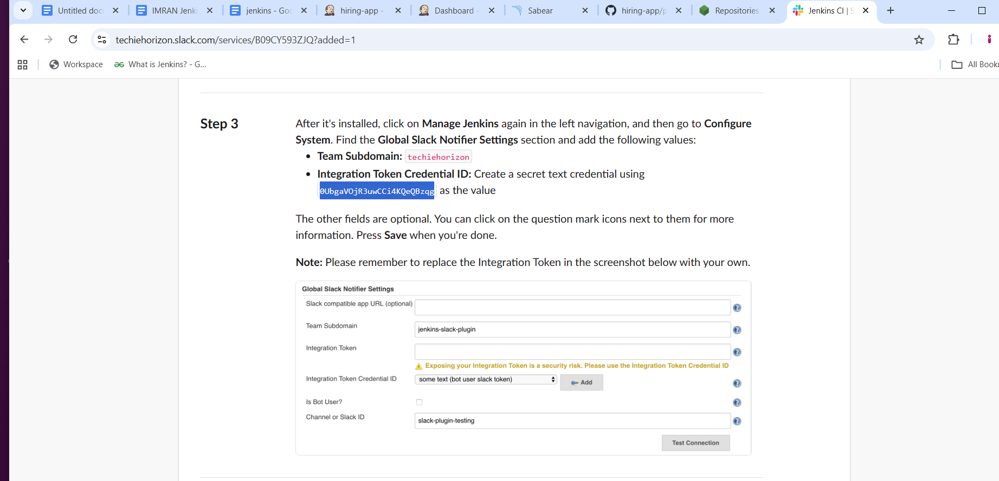 Untitled doc
IMRAN Jenki
jenkins - Goo
hiring-app -
Dashboard -
Sabear
hiring-app/p
Repositories
Jenkins CI | S
techiehorizon.slack.com/services/B09CY593ZJQ?added=1
Workspace
What is Jenkins? - G...
All Bookm
Step 3
After it's installed, click on Manage Jenkins again in the left navigation, and then go to Configure
System. Find the Global Slack Notifier Settings section and add the following values:
• Team Subdomain: techiehorizon
• Integration Token Credential ID: Create a secret text credential using
0UbgaVOjR3uwCCi4KQeQBzqg as the value
The other fields are optional. You can click on the question mark icons next to them for more
information. Press Save when you're done.
Note: Please remember to replace the Integration Token in the screenshot below with your own.
Global Slack Notifier Settings
Slack compatible app URL (optional)
Team Subdomain
jenkins-slack-plugin
Integration Token
Exposing your Integration Token is a security risk. Please use the Integration Token Credential ID
Integration Token Credential ID
some text (bot user slack token)
Add
Is Bot User?
Channel or Slack ID
slack-plugin-testing
Test Connection